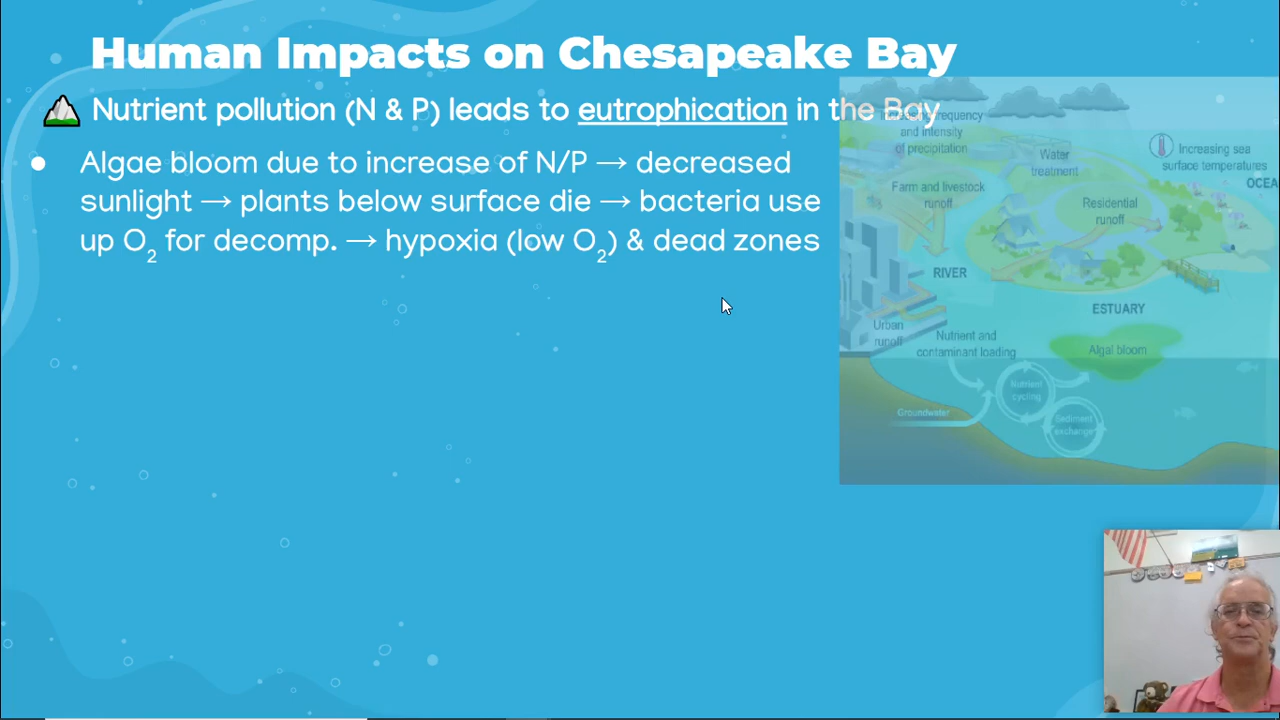 Human Impacts on Chesapeake Bay
Nutrient pollution (N & P) leads to eutrophication in the Bay
Algae bloom due to increase of N/P → decreased
sunlight → plants below surface die → bacteria use
up O₂ for decomp. → hypoxia (low O₂) & dead zones
frequency
and intensity
of precipitation
Water
treatment
Increasing sea
surface temperatures
OCEA
Farm and livestock
runoff
Residential
runoff
RIVER
ESTUARY
Urban
runoff
Nutrient and
contaminant loading
Algal bloom
Nutrient
cycling
Groundwater
Sediment
exchange